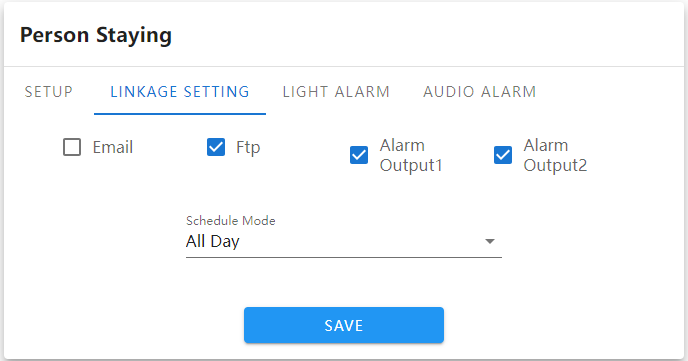 Person Staying
SETUP LINKAGE SETTING LIGHT ALARM AUDIO ALARM
Email Ftp Alarm Output1 Alarm Output2
Schedule Mode
All Day
SAVE